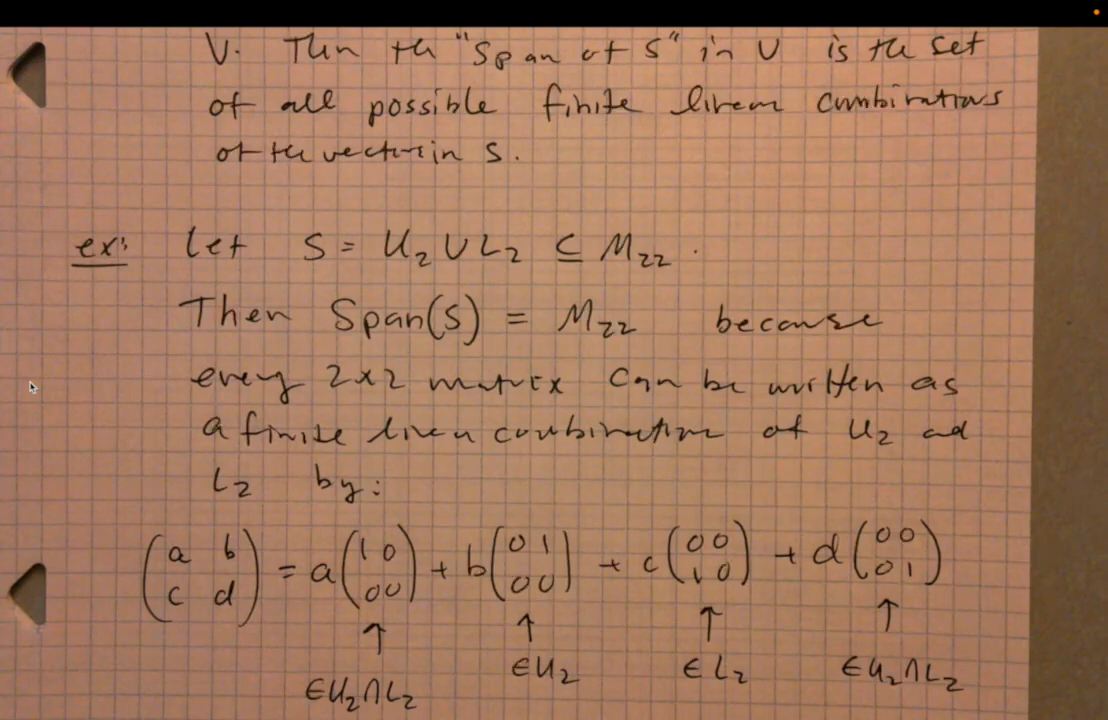 V. Then the "Span of S" in V is the set
of all possible finite linear combinations
of the vectors in S.
ex: Let S = U₂ ∪ L₂ ⊆ M₂₂.
Then Span(S) = M₂₂ because
every 2x2 matrix can be written as
a finite linear combination of U₂ and
L₂ by:
(a b; c d) = a(1 0; 0 0) + b(0 1; 0 0) + c(0 0; 1 0) + d(0 0; 0 1)
↑ ↑ ↑ ↑
∈U₂∩L₂ ∈U₂ ∈L₂ ∈U₂∩L₂